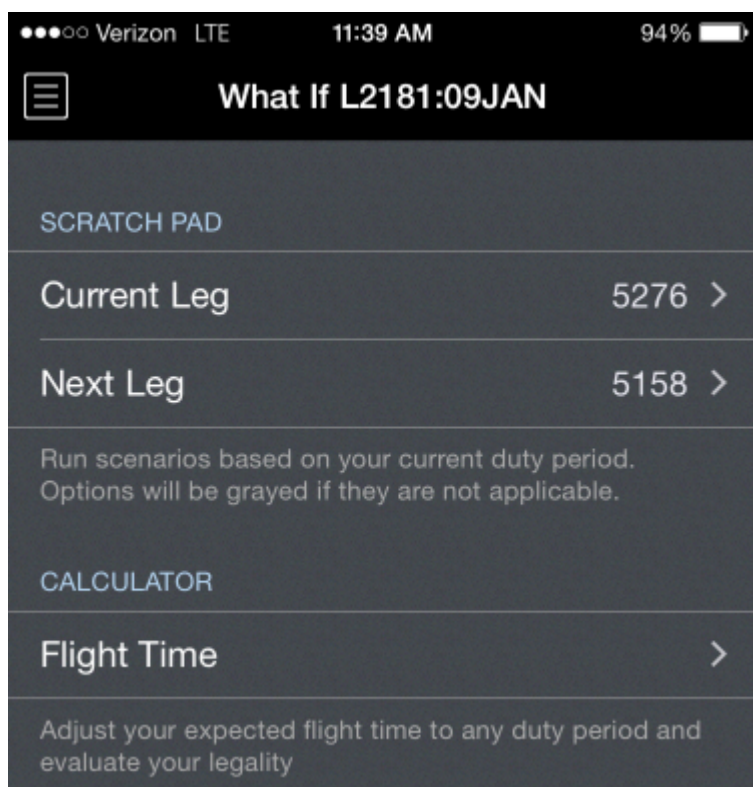 Verizon LTE 11:39 AM 94%
What If L2181:09JAN
SCRATCH PAD
Current Leg 5276 >
Next Leg 5158 >
Run scenarios based on your current duty period.
Options will be grayed if they are not applicable.
CALCULATOR
Flight Time >
Adjust your expected flight time to any duty period and
evaluate your legality